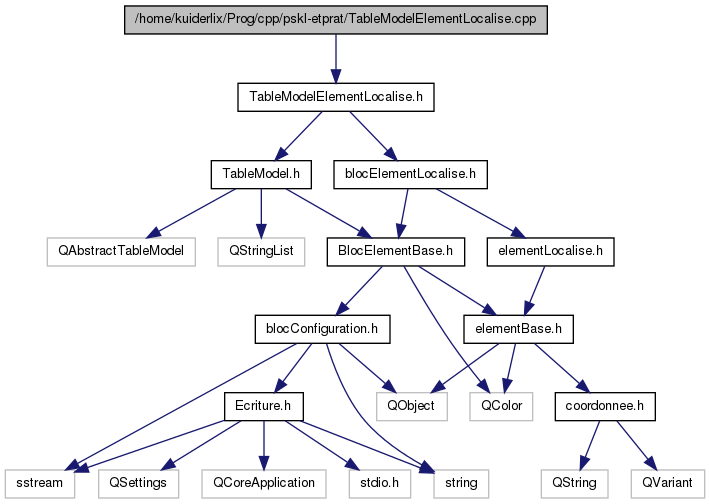 /home/kuiderlix/Prog/cpp/pskl-etprat/TableModelElementLocalise.cpp
TableModelElementLocalise.h
TableModel.h
blocElementLocalise.h
QAbstractTableModel
QStringList
BlocElementBase.h
elementLocalise.h
blocConfiguration.h
elementBase.h
Ecriture.h
QObject
QColor
coordonnee.h
sstream
QSettings
QCoreApplication
stdio.h
string
QString
QVariant